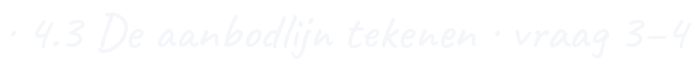 · 4.3 De aanbodlijn tekenen · vraag 3–4